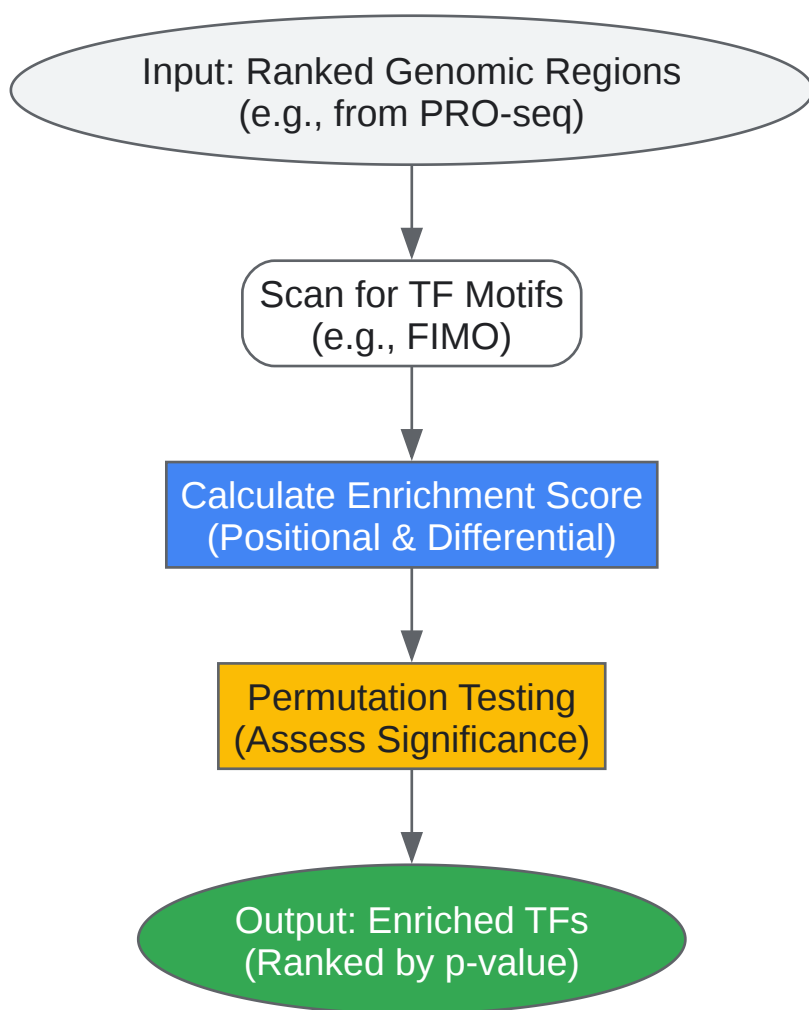 Input: Ranked Genomic Regions
(e.g., from PRO-seq)
Scan for TF Motifs
(e.g., FIMO)
Calculate Enrichment Score
(Positional & Differential)
Permutation Testing
(Assess Significance)
Output: Enriched TFs
(Ranked by p-value)